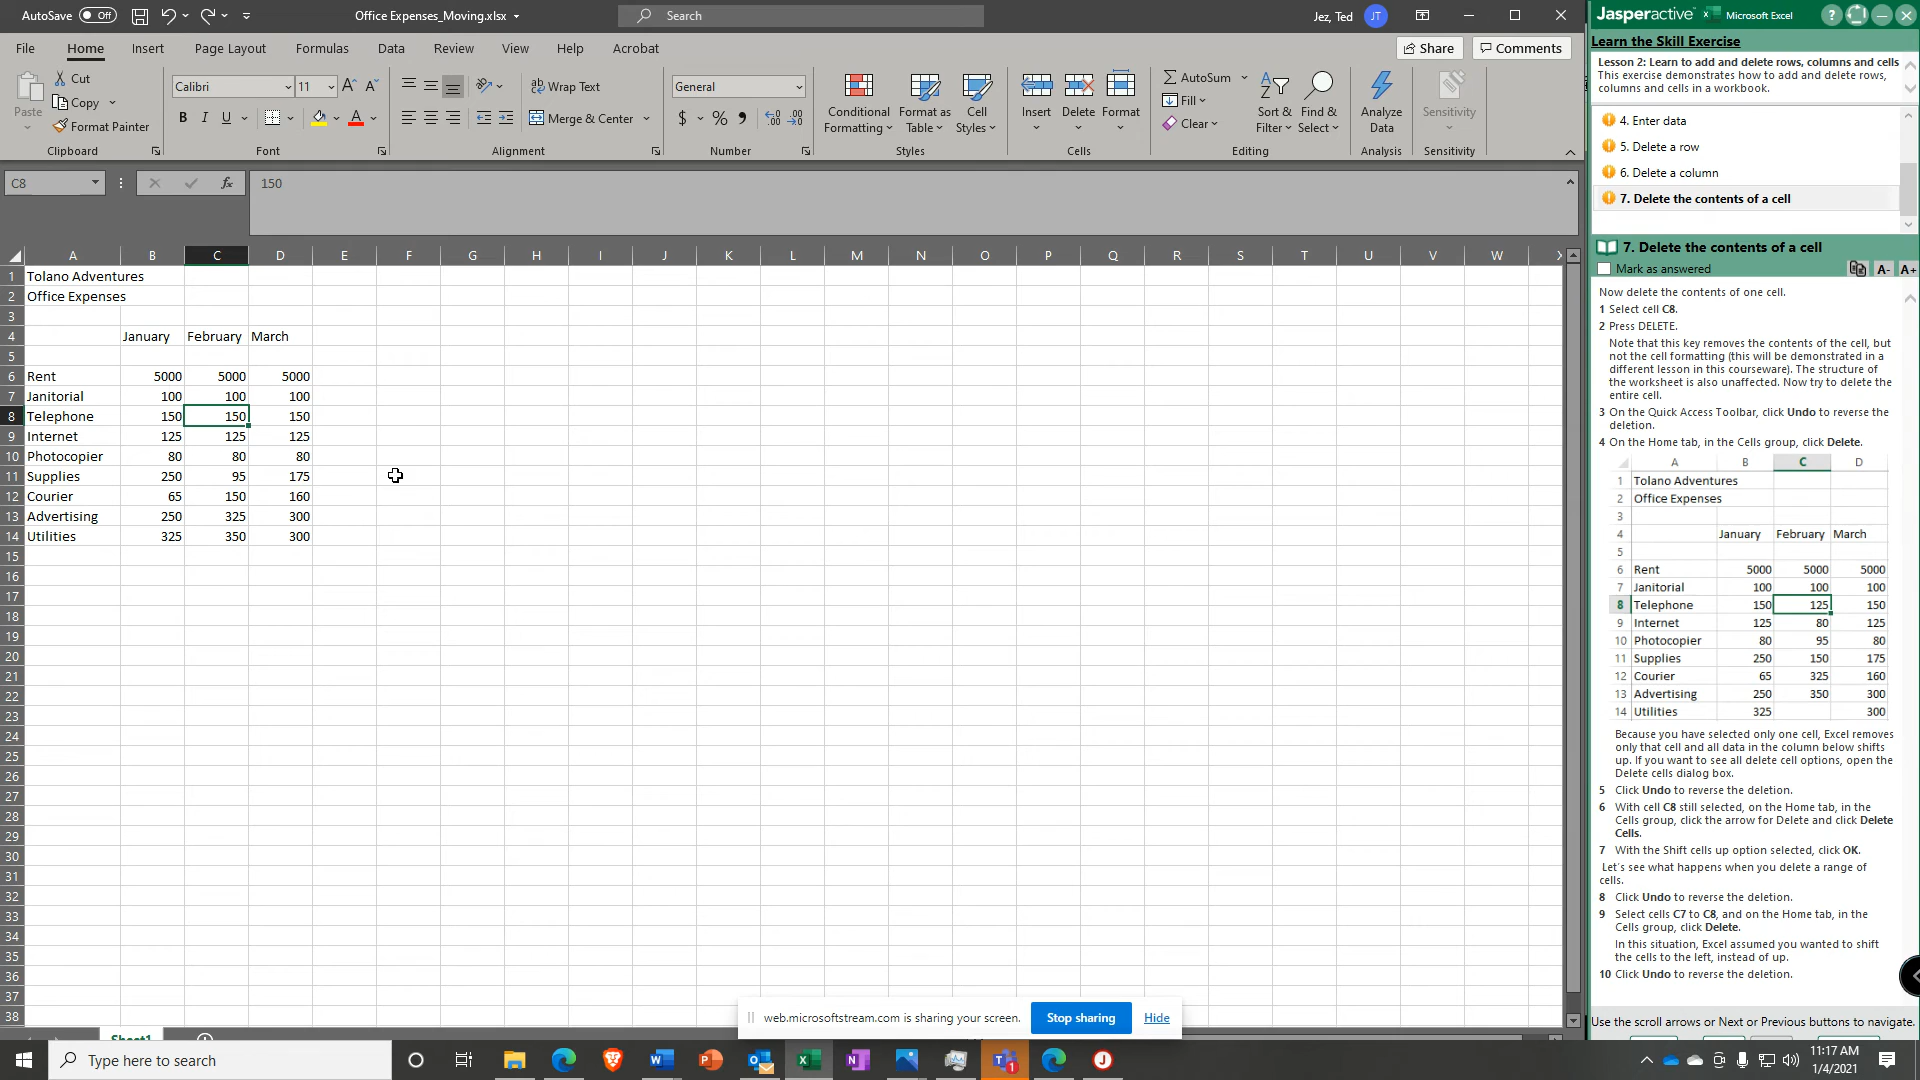 AutoSave Off Office Expenses_Moving.xlsx Search Jez, Ted JT
Jasperactive Microsoft Excel
File Home Insert Draw Page Layout Formulas Data Review View Help Acrobat Share Comments
Learn the Skill Exercise
Lesson 2: Learn to add and delete rows, columns and cells
This exercise demonstrates how to add and delete rows,
columns and cells in a workbook.
Paste Cut Copy Format Painter
Clipboard
Calibri 11
B I U
Font
Wrap Text
Merge & Center
Alignment
General
$ %
Number
Conditional Formatting Format as Table Cell Styles
Styles
Insert Delete Format
Cells
AutoSum
Fill
Clear
Sort & Filter Find & Select
Editing
Analyze Data
Analysis
Sensitivity
Sensitivity
4. Enter data
5. Delete a row
6. Delete a column
7. Delete the contents of a cell
C8 fx 150
A B C D E F G H I J K L M N O P Q R S T U V W X
1 Tolano Adventures
2 Office Expenses
3
4 January February March
5
6 Rent 5000 5000 5000
7 Janitorial 100 100 100
8 Telephone 150 150 150
9 Internet 125 125 125
10 Photocopier 80 80 80
11 Supplies 250 95 175
12 Courier 65 150 160
13 Advertising 250 325 300
14 Utilities 325 350 300
15
16
17
18
19
20
21
22
23
24
25
26
27
28
29
30
31
32
33
34
35
36
37
38
Sheet1
7. Delete the contents of a cell
Mark as answered A- A+
Now delete the contents of one cell.
1 Select cell C8.
2 Press DELETE.
Note that this key removes the contents of the cell, but
not the cell formatting (this will be demonstrated in a
different lesson in this courseware). The structure of
the worksheet is also unaffected. Now try to delete the
entire cell.
3 On the Quick Access Toolbar, click Undo to reverse the
deletion.
4 On the Home tab, in the Cells group, click Delete.
A B C D
1 Tolano Adventures
2 Office Expenses
3
4 January February March
5
6 Rent 5000 5000 5000
7 Janitorial 100 100 100
8 Telephone 150 125 150
9 Internet 125 80 125
10 Photocopier 80 95 80
11 Supplies 250 150 175
12 Courier 65 325 160
13 Advertising 250 350 300
14 Utilities 325 300
Because you have selected only one cell, Excel removes
only that cell and all data in the column below shifts
up. If you want to see all delete cell options, open the
Delete cells dialog box.
5 Click Undo to reverse the deletion.
6 With cell C8 still selected, on the Home tab, in the
Cells group, click the arrow for Delete and click Delete
Cells.
7 With the Shift cells up option selected, click OK.
Let's see what happens when you delete a range of
cells.
8 Click Undo to reverse the deletion.
9 Select cells C7 to C8, and on the Home tab, in the
Cells group, click Delete.
In this situation, Excel assumed you wanted to shift
the cells to the left, instead of up.
10 Click Undo to reverse the deletion.
Use the scroll arrows or Next or Previous buttons to navigate.
web.microsoftstream.com is sharing your screen. Stop sharing Hide
Type here to search
11:17 AM
1/4/2021